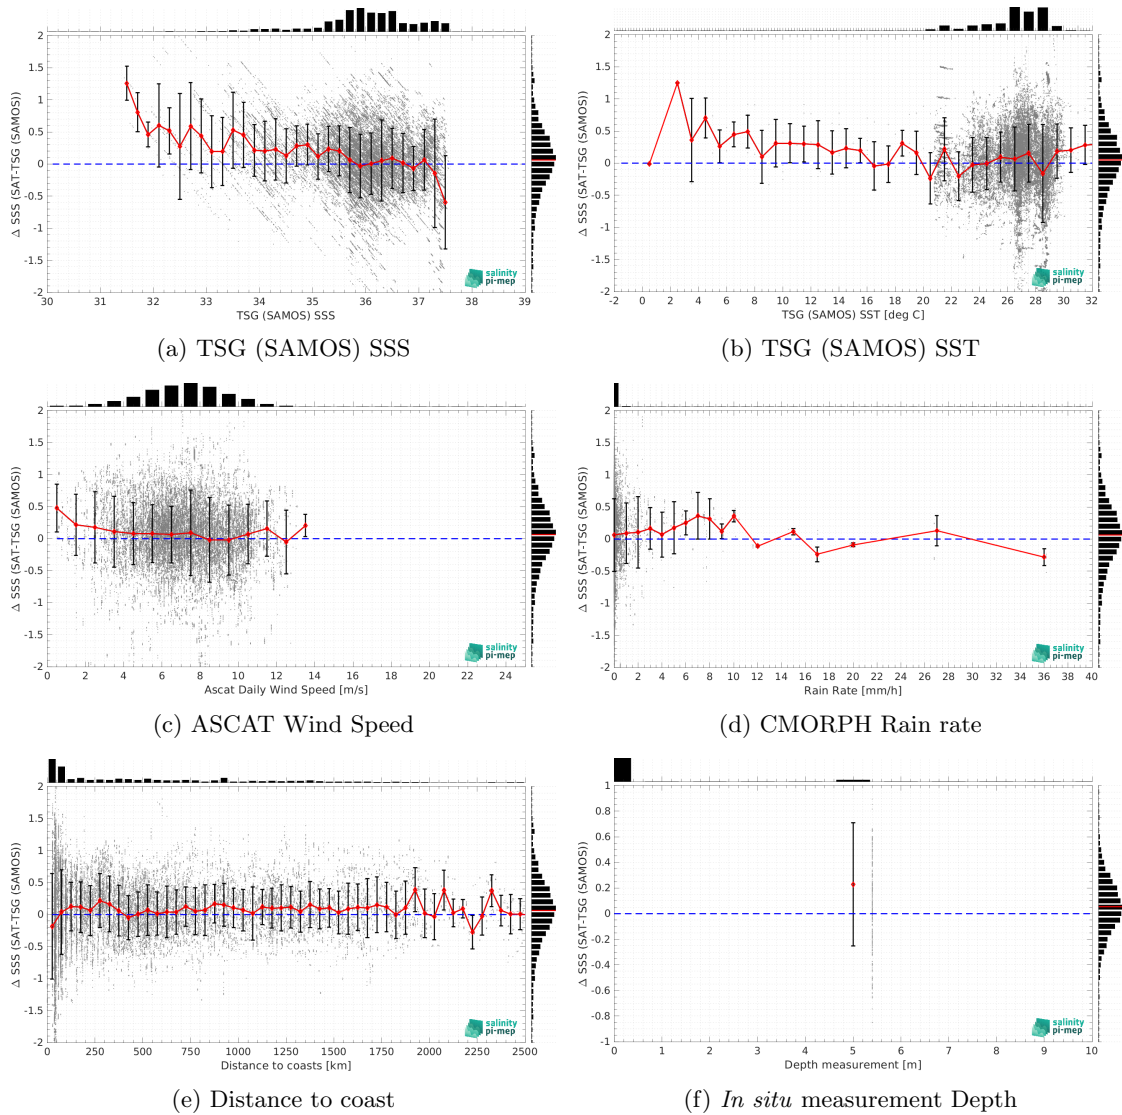 2
1.5
1
0.5
0
-0.5
-1
-1.5
-2
Δ SSS (SAT-TSG (SAMOS))
30 31 32 33 34 35 36 37 38 39
TSG (SAMOS) SSS
salinity
pi-mep
(a) TSG (SAMOS) SSS
2
1.5
1
0.5
0
-0.5
-1
-1.5
-2
Δ SSS (SAT-TSG (SAMOS))
-2 0 2 4 6 8 10 12 14 16 18 20 22 24 26 28 30 32
TSG (SAMOS) SST [deg C]
salinity
pi-mep
(b) TSG (SAMOS) SST
2
1.5
1
0.5
0
-0.5
-1
-1.5
-2
Δ SSS (SAT-TSG (SAMOS))
0 2 4 6 8 10 12 14 16 18 20 22 24
Ascat Daily Wind Speed [m/s]
salinity
pi-mep
(c) ASCAT Wind Speed
2
1.5
1
0.5
0
-0.5
-1
-1.5
-2
Δ SSS (SAT-TSG (SAMOS))
0 2 4 6 8 10 12 14 16 18 20 22 24 26 28 30 32 34 36 38 40
Rain Rate [mm/h]
salinity
pi-mep
(d) CMORPH Rain rate
2
1.5
1
0.5
0
-0.5
-1
-1.5
-2
Δ SSS (SAT-TSG (SAMOS))
0 250 500 750 1000 1250 1500 1750 2000 2250 2500
Distance to coasts [km]
salinity
pi-mep
(e) Distance to coast
1
0.8
0.6
0.4
0.2
0
-0.2
-0.4
-0.6
-0.8
-1
Δ SSS (SAT-TSG (SAMOS))
0 1 2 3 4 5 6 7 8 9 10
Depth measurement [m]
salinity
pi-mep
(f) In situ measurement Depth